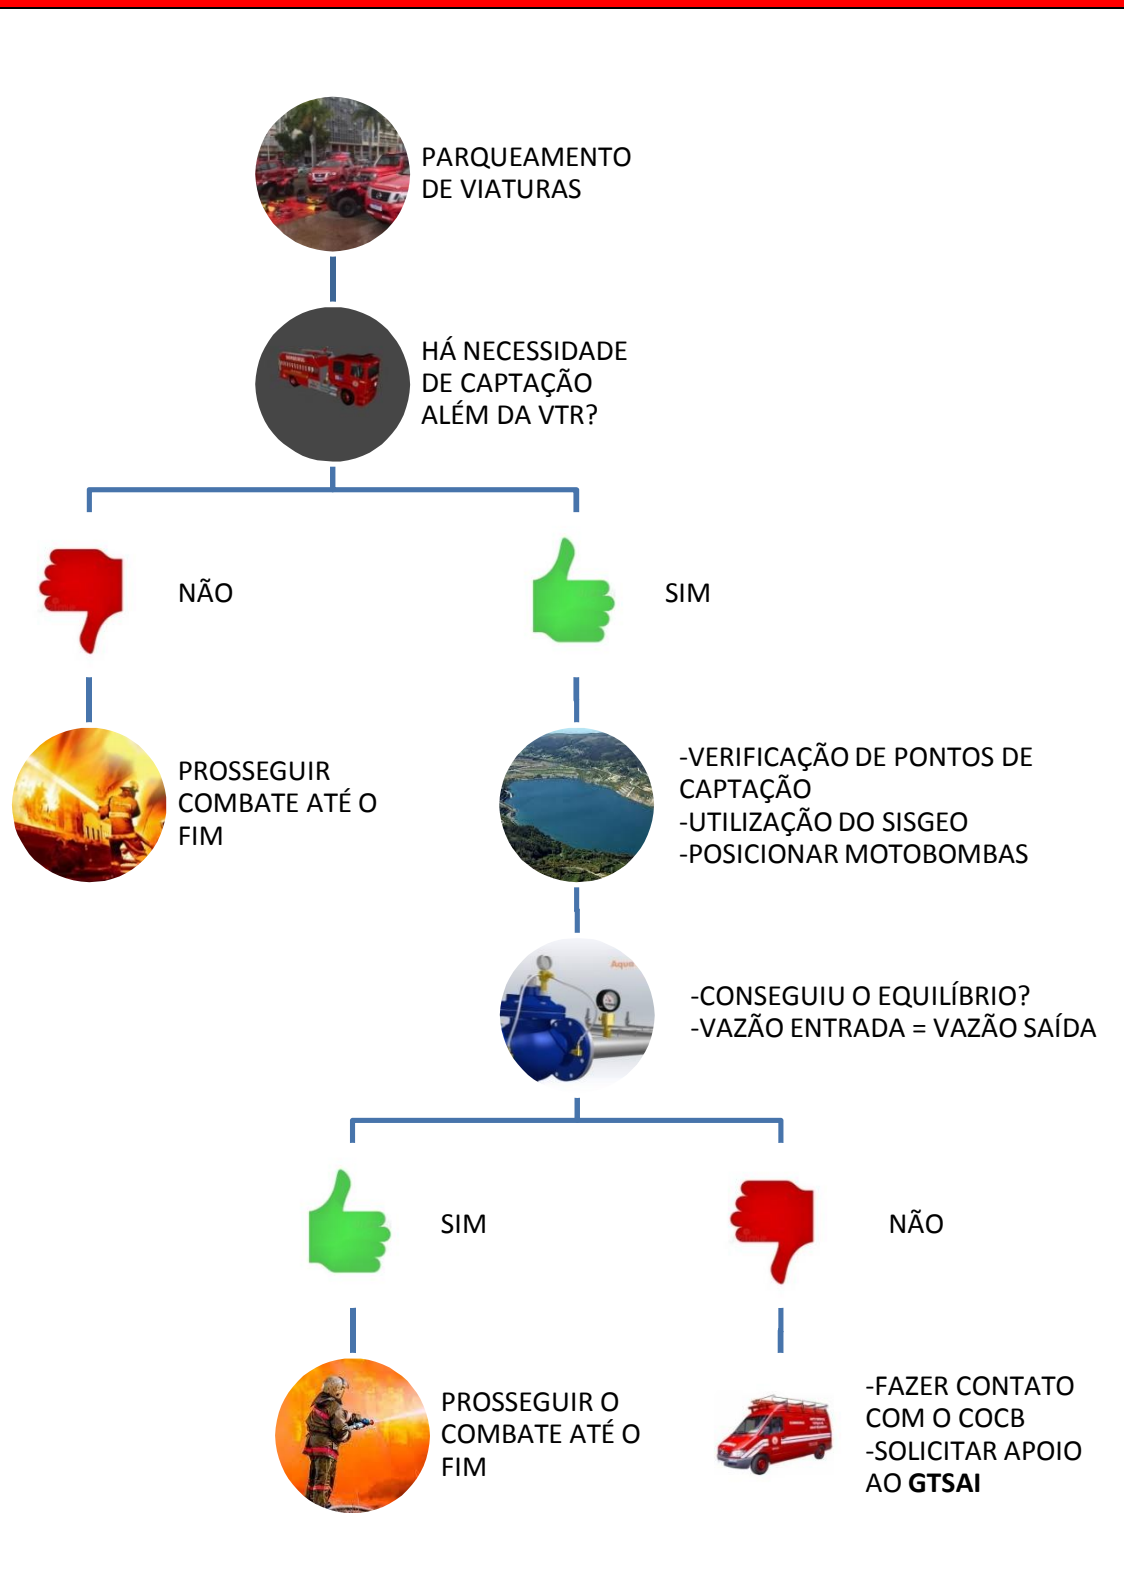 PARQUEAMENTO
DE VIATURAS
HÁ NECESSIDADE
DE CAPTAÇÃO
ALÉM DA VTR?
NÃO
SIM
PROSSEGUIR
COMBATE ATÉ O
FIM
-VERIFICAÇÃO DE PONTOS DE
CAPTAÇÃO
-UTILIZAÇÃO DO SISGEO
-POSICIONAR MOTOBOMBAS
-CONSEGUIU O EQUILÍBRIO?
-VAZÃO ENTRADA = VAZÃO SAÍDA
SIM
NÃO
PROSSEGUIR O
COMBATE ATÉ O
FIM
-FAZER CONTATO
COM O COCB
-SOLICITAR APOIO
AO GTSAI